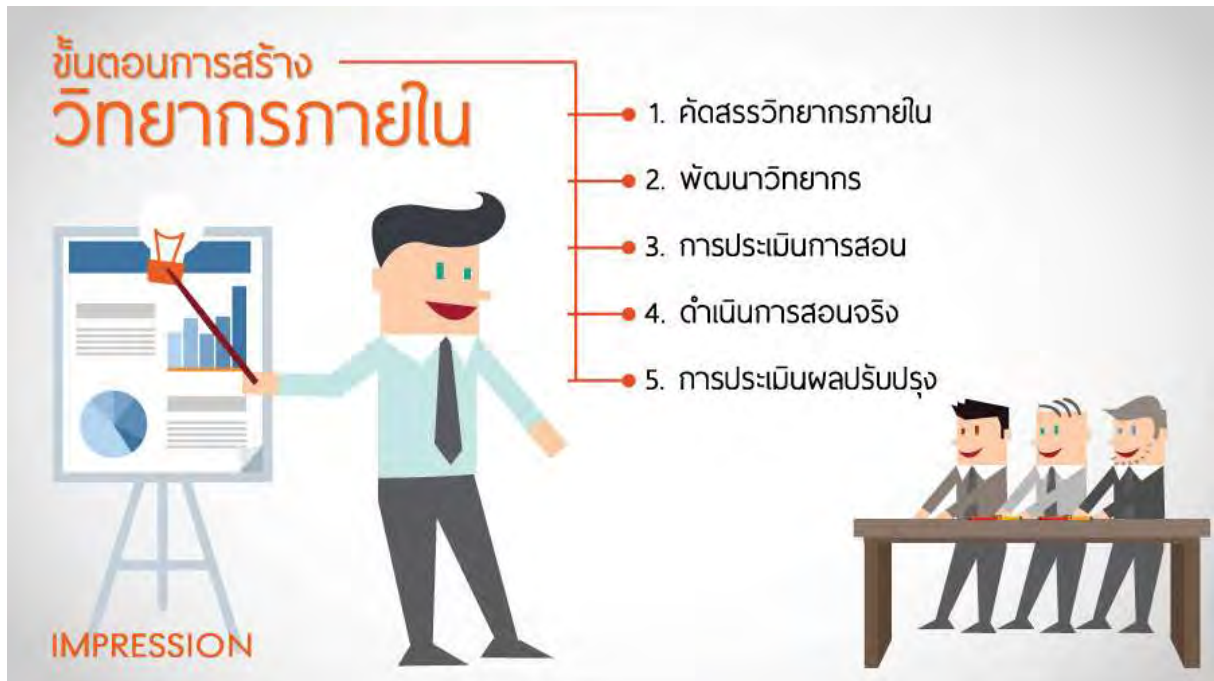 ขั้นตอนการสร้าง
วิทยากรภายใน
1. คัดสรรวิทยากรภายใน
2. พัฒนาวิทยากร
3. การประเมินการสอน
4. ดำเนินการสอนจริง
5. การประเมินผลปรับปรุง
IMPRESSION